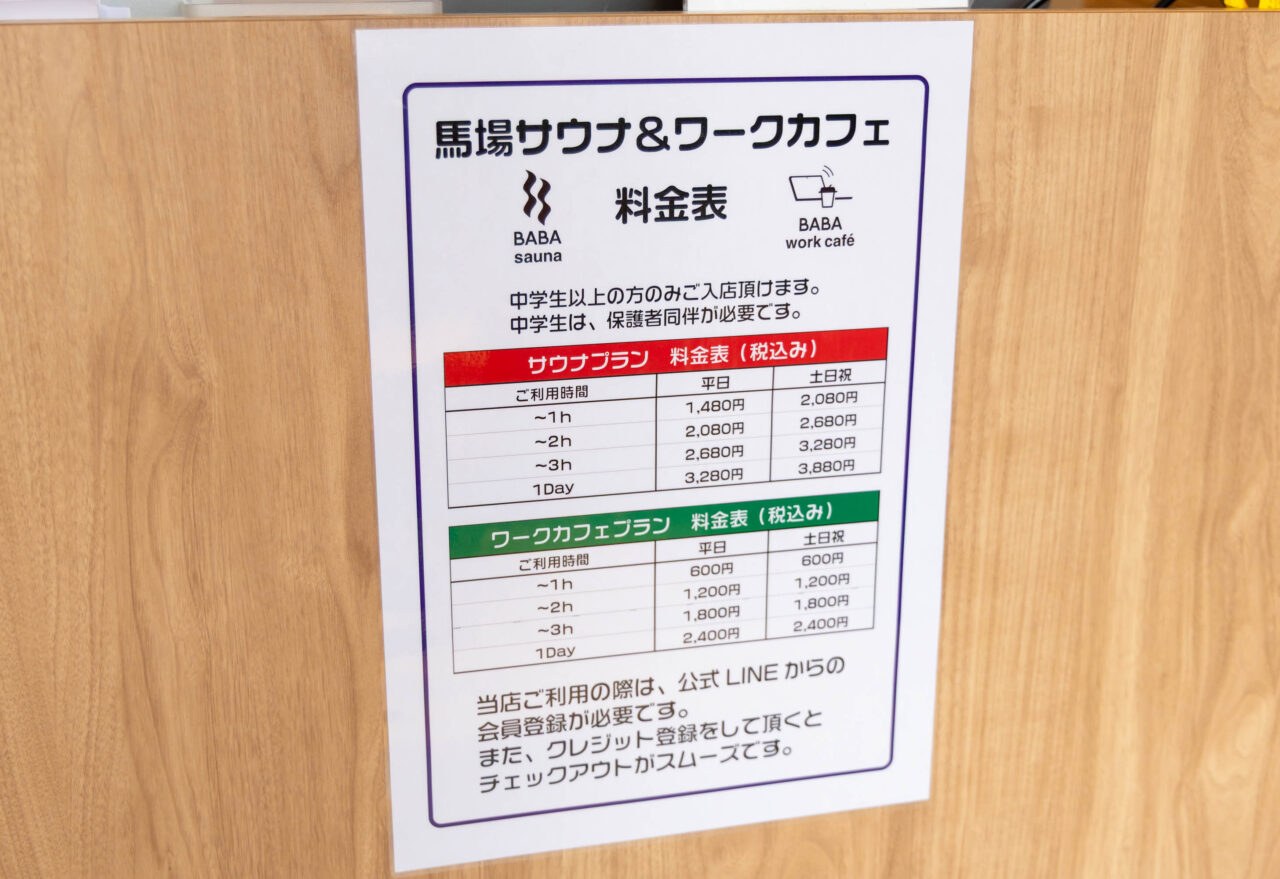 馬場サウナ&ワークカフェ
料金表
BABA
sauna
BABA
work café
中学生以上の方のみご入店頂けます。
中学生は、保護者同伴が必要です。
サウナプラン 料金表(税込み)
ご利用時間 平日 土日祝
~1h 1,480円 2,080円
~2h 2,080円 2,680円
~3h 2,680円 3,280円
1Day 3,280円 3,880円
ワークカフェプラン 料金表(税込み)
ご利用時間 平日 土日祝
~1h 600円 600円
~2h 1,200円 1,200円
~3h 1,800円 1,800円
1Day 2,400円 2,400円
当店ご利用の際は、公式 LINE からの
会員登録が必要です。
また、クレジット登録をして頂くと
チェックアウトがスムーズです。